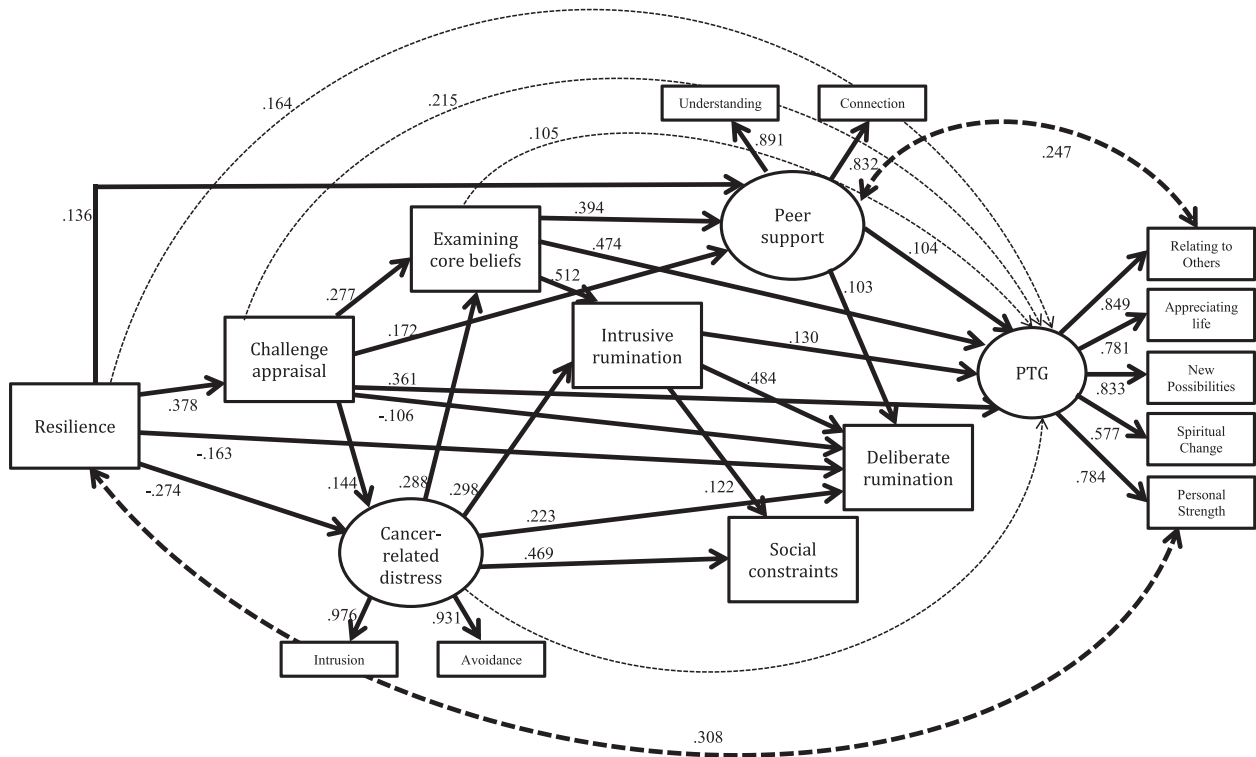 .164
.215
.105
Understanding
Connection
.891
.832
.247
.136
Examining
core beliefs
.394
Peer
support
.474
.104
Relating to
Others
.277
.512
.103
.849
Appreciating
life
Challenge
appraisal
.172
Intrusive
rumination
.130
PTG
.781
New
Possibilities
.833
Resilience
.378
.361
-.106
.484
.577
Spiritual
Change
-.163
Deliberate
rumination
.784
-.274
.144
.288
.298
.122
Personal
Strength
Cancer-
related
distress
.223
.469
Social
constraints
.976
.931
Intrusion
Avoidance
.308